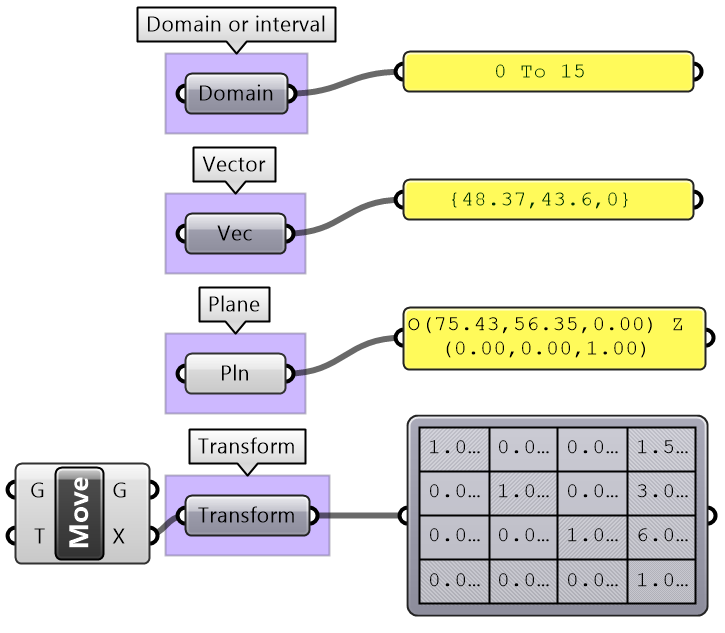 Domain or interval
Domain
0 To 15
Vector
Vec
{48.37,43.6,0}
Plane
Pln
O(75.43,56.35,0.00) Z
(0.00,0.00,1.00)
Transform
G Move G
T X
Transform
1.0… 0.0… 0.0… 1.5…
0.0… 1.0… 0.0… 3.0…
0.0… 0.0… 1.0… 6.0…
0.0… 0.0… 0.0… 1.0…